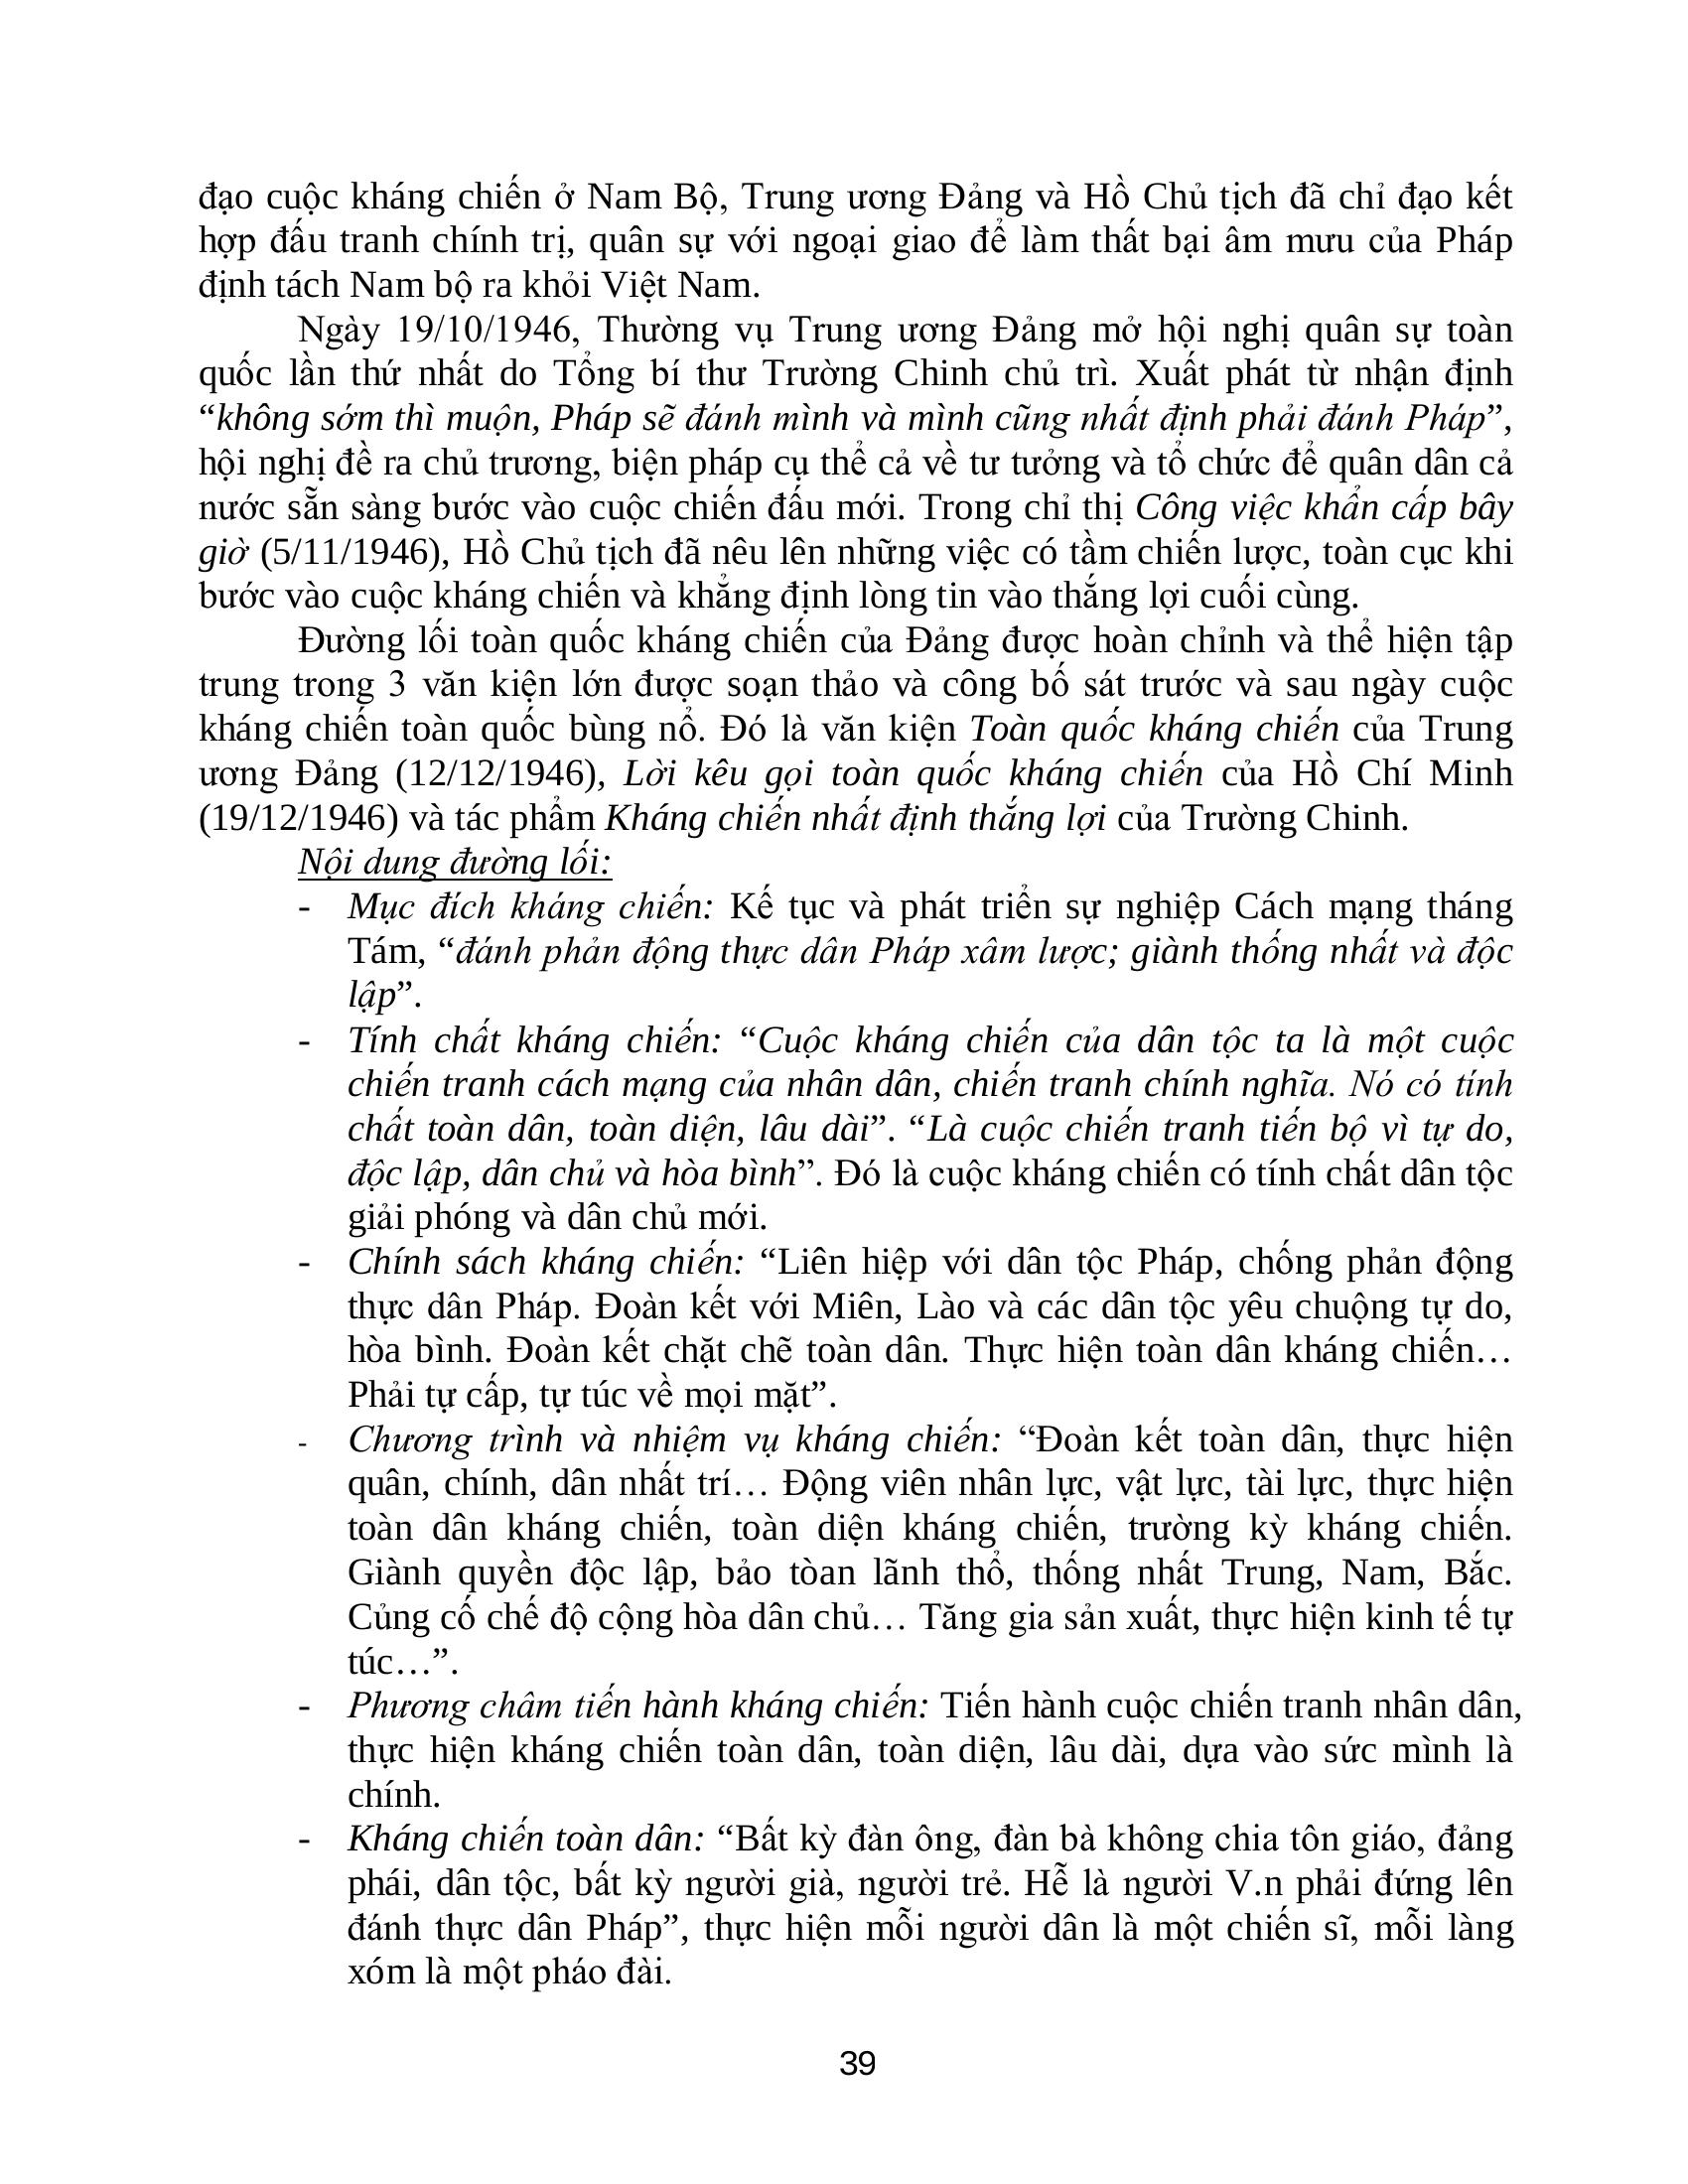 đạo cuộc kháng chiến ở Nam Bộ, Trung ương Đảng và Hồ Chủ tịch đã chỉ đạo kết
hợp đấu tranh chính trị, quân sự với ngoại giao để làm thất bại âm mưu của Pháp
định tách Nam bộ ra khỏi Việt Nam.
Ngày 19/10/1946, Thường vụ Trung ương Đảng mở hội nghị quân sự toàn
quốc lần thứ nhất do Tổng bí thư Trường Chinh chủ trì. Xuất phát từ nhận định
“không sớm thì muộn, Pháp sẽ đánh mình và mình cũng nhất định phải đánh Pháp”,
hội nghị đề ra chủ trương, biện pháp cụ thể cả về tư tưởng và tổ chức để quân dân cả
nước sẵn sàng bước vào cuộc chiến đấu mới. Trong chỉ thị Công việc khẩn cấp bây
giờ (5/11/1946), Hồ Chủ tịch đã nêu lên những việc có tầm chiến lược, toàn cục khi
bước vào cuộc kháng chiến và khẳng định lòng tin vào thắng lợi cuối cùng.
Đường lối toàn quốc kháng chiến của Đảng được hoàn chỉnh và thể hiện tập
trung trong 3 văn kiện lớn được soạn thảo và công bố sát trước và sau ngày cuộc
kháng chiến toàn quốc bùng nổ. Đó là văn kiện Toàn quốc kháng chiến của Trung
ương Đảng (12/12/1946), Lời kêu gọi toàn quốc kháng chiến của Hồ Chí Minh
(19/12/1946) và tác phẩm Kháng chiến nhất định thắng lợi của Trường Chinh.
Nội dung đường lối:
- Mục đích kháng chiến: Kế tục và phát triển sự nghiệp Cách mạng tháng
Tám, “đánh phản động thực dân Pháp xâm lược; giành thống nhất và độc
lập”.
- Tính chất kháng chiến: “Cuộc kháng chiến của dân tộc ta là một cuộc
chiến tranh cách mạng của nhân dân, chiến tranh chính nghĩa. Nó có tính
chất toàn dân, toàn diện, lâu dài”. “Là cuộc chiến tranh tiến bộ vì tự do,
độc lập, dân chủ và hòa bình”. Đó là cuộc kháng chiến có tính chất dân tộc
giải phóng và dân chủ mới.
- Chính sách kháng chiến: “Liên hiệp với dân tộc Pháp, chống phản động
thực dân Pháp. Đoàn kết với Miên, Lào và các dân tộc yêu chuộng tự do,
hòa bình. Đoàn kết chặt chẽ toàn dân. Thực hiện toàn dân kháng chiến…
Phải tự cấp, tự túc về mọi mặt”.
- Chương trình và nhiệm vụ kháng chiến: “Đoàn kết toàn dân, thực hiện
quân, chính, dân nhất trí… Động viên nhân lực, vật lực, tài lực, thực hiện
toàn dân kháng chiến, toàn diện kháng chiến, trường kỳ kháng chiến.
Giành quyền độc lập, bảo tòan lãnh thổ, thống nhất Trung, Nam, Bắc.
Củng cố chế độ cộng hòa dân chủ… Tăng gia sản xuất, thực hiện kinh tế tự
túc…”.
- Phương châm tiến hành kháng chiến: Tiến hành cuộc chiến tranh nhân dân,
thực hiện kháng chiến toàn dân, toàn diện, lâu dài, dựa vào sức mình là
chính.
- Kháng chiến toàn dân: “Bất kỳ đàn ông, đàn bà không chia tôn giáo, đảng
phái, dân tộc, bất kỳ người già, người trẻ. Hễ là người V.n phải đứng lên
đánh thực dân Pháp”, thực hiện mỗi người dân là một chiến sĩ, mỗi làng
xóm là một pháo đài.
39